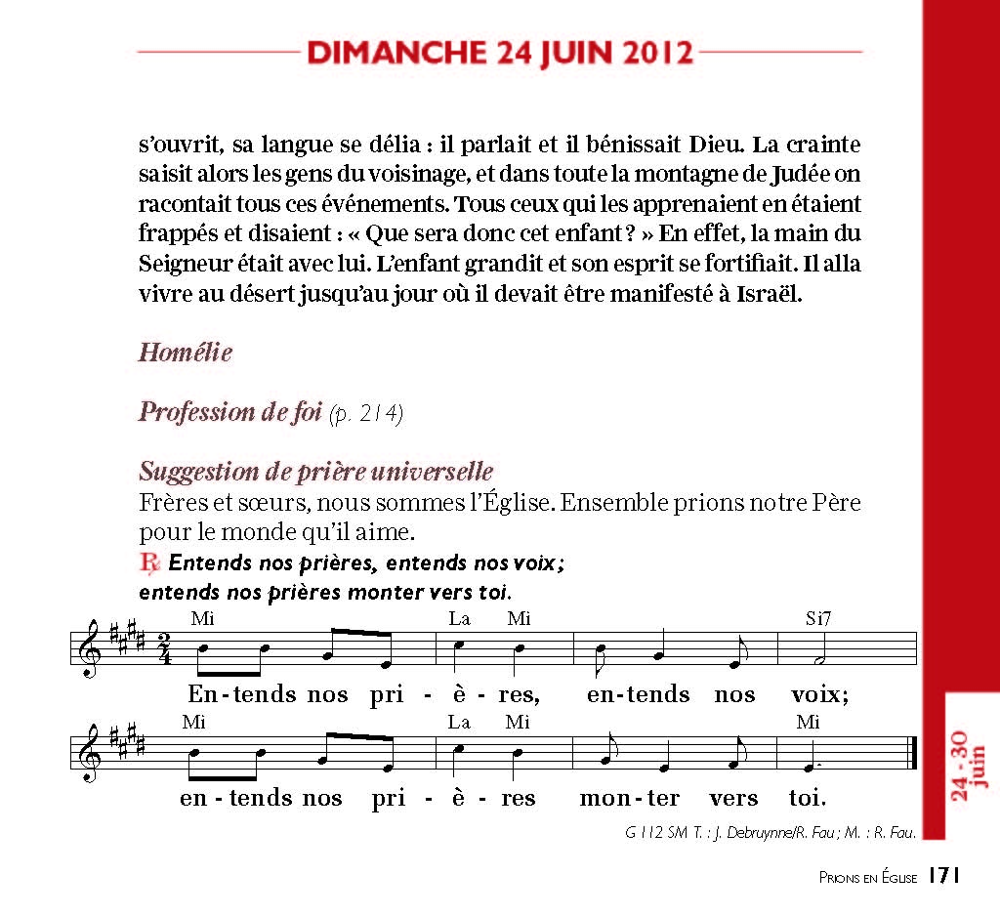 DIMANCHE 24 JUIN 2012
s’ouvrit, sa langue se délia : il parlait et il bénissait Dieu. La crainte
saisit alors les gens du voisinage, et dans toute la montagne de Judée on
racontait tous ces événements. Tous ceux qui les apprenaient en étaient
frappés et disaient : « Que sera donc cet enfant ? » En effet, la main du
Seigneur était avec lui. L’enfant grandit et son esprit se fortifiait. Il alla
vivre au désert jusqu’au jour où il devait être manifesté à Israël.
Homélie
Profession de foi (p. 214)
Suggestion de prière universelle
Frères et sœurs, nous sommes l’Église. Ensemble prions notre Père
pour le monde qu’il aime.
℟ Entends nos prières, entends nos voix ;
entends nos prières monter vers toi.
Mi La Mi Si7
2
4
En - tends nos pri - è - res, en - tends nos voix;
Mi La Mi Mi
en - tends nos pri - è - res mon - ter vers toi.
G 112 SM T. : J. Debruynne/R. Fau ; M. : R. Fau.
24 - 30
juin
PRIONS EN ÉGLISE 171